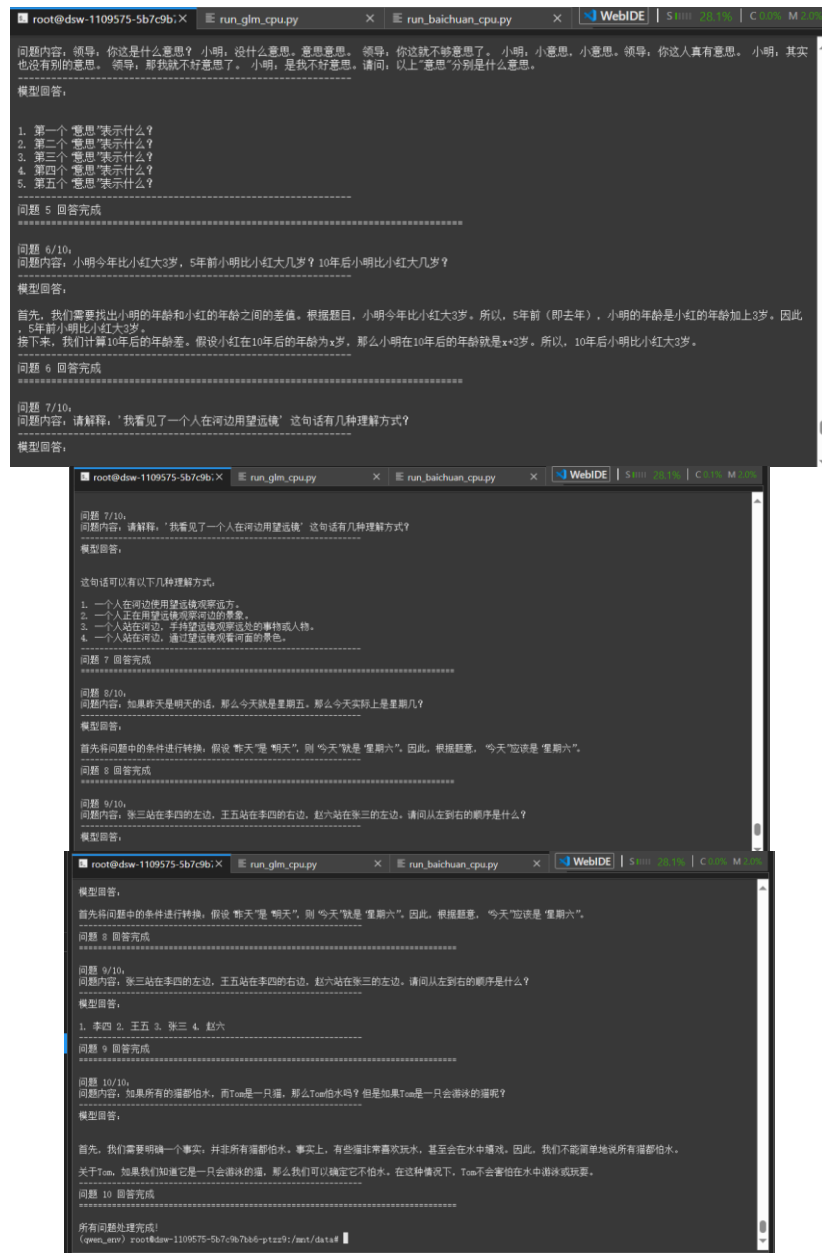 root@dsw-1109575-5b7c9b7 × run_glm_cpu.py × run_baichuan_cpu.py × WebIDE S 28.1% C 0.0% M 2.0%
问题内容: 领导: 你这是什么意思? 小明: 没什么意思。意思意思。 领导: 你这就不够意思了。 小明: 小意思, 小意思。领导: 你这人真有意思。 小明: 其实
也没有别的意思。 领导: 那我就不好意思了。 小明: 是我不好意思。请问: 以上"意思"分别是什么意思。
------------------------------------------------------------
模型回答:
1. 第一个"意思"表示什么?
2. 第二个"意思"表示什么?
3. 第三个"意思"表示什么?
4. 第四个"意思"表示什么?
5. 第五个"意思"表示什么?
------------------------------------------------------------
问题 5 回答完成
================================================================================
问题 6/10:
问题内容: 小明今年比小红大3岁, 5年前小明比小红大几岁? 10年后小明比小红大几岁?
------------------------------------------------------------
模型回答:
首先, 我们需要找出小明的年龄和小红的年龄之间的差值。根据题目, 小明今年比小红大3岁。所以, 5年前(即去年), 小明的年龄是小红的年龄加上3岁。因此
, 5年前小明比小红大3岁。
接下来, 我们计算10年后的年龄差。假设小红在10年后的年龄为x岁, 那么小明在10年后的年龄就是x+3岁。所以, 10年后小明比小红大3岁。
------------------------------------------------------------
问题 6 回答完成
================================================================================
问题 7/10:
问题内容: 请解释: '我看见了一个人在河边用望远镜' 这句话有几种理解方式?
------------------------------------------------------------
模型回答:
root@dsw-1109575-5b7c9b7 × run_glm_cpu.py × run_baichuan_cpu.py × WebIDE S 28.1% C 0.1% M 2.0%
问题 7/10:
问题内容: 请解释: '我看见了一个人在河边用望远镜' 这句话有几种理解方式?
------------------------------------------------------------
模型回答:
这句话可以有以下几种理解方式:
1. 一个人在河边使用望远镜观察远方。
2. 一个人正在用望远镜观察河边的景象。
3. 一个人站在河边, 手持望远镜观察远处的事物或人物。
4. 一个人站在河边, 通过望远镜观看河面的景色。
------------------------------------------------------------
问题 7 回答完成
================================================================================
问题 8/10:
问题内容: 如果昨天是明天的话, 那么今天就是星期五。那么今天实际上是星期几?
------------------------------------------------------------
模型回答:
首先将问题中的条件进行转换: 假设"昨天"是"明天", 则"今天"就是"星期六"。因此, 根据题意, "今天"应该是"星期六"。
------------------------------------------------------------
问题 8 回答完成
================================================================================
问题 9/10:
问题内容: 张三站在李四的左边, 王五站在李四的右边, 赵六站在张三的左边。请问从左到右的顺序是什么?
------------------------------------------------------------
模型回答:
root@dsw-1109575-5b7c9b7 × run_glm_cpu.py × run_baichuan_cpu.py × WebIDE S 28.1% C 0.0% M 2.0%
模型回答:
首先将问题中的条件进行转换: 假设"昨天"是"明天", 则"今天"就是"星期六"。因此, 根据题意, "今天"应该是"星期六"。
------------------------------------------------------------
问题 8 回答完成
================================================================================
问题 9/10:
问题内容: 张三站在李四的左边, 王五站在李四的右边, 赵六站在张三的左边。请问从左到右的顺序是什么?
------------------------------------------------------------
模型回答:
1. 李四 2. 王五 3. 张三 4. 赵六
------------------------------------------------------------
问题 9 回答完成
================================================================================
问题 10/10:
问题内容: 如果所有的猫都怕水, 而Tom是一只猫, 那么Tom怕水吗? 但是如果Tom是一只会游泳的猫呢?
------------------------------------------------------------
模型回答:
首先, 我们需要明确一个事实: 并非所有猫都怕水。事实上, 有些猫非常喜欢玩水, 甚至会在水中嬉戏。因此, 我们不能简单地说所有猫都怕水。
关于Tom, 如果我们知道它是一只会游泳的猫, 那么我们可以确定它不怕水。在这种情况下, Tom不会害怕在水中游泳或玩耍。
------------------------------------------------------------
问题 10 回答完成
================================================================================
所有问题处理完成!
(qwen_env) root@dsw-1109575-5b7c9b7bb6-ptzz9:/mnt/data#